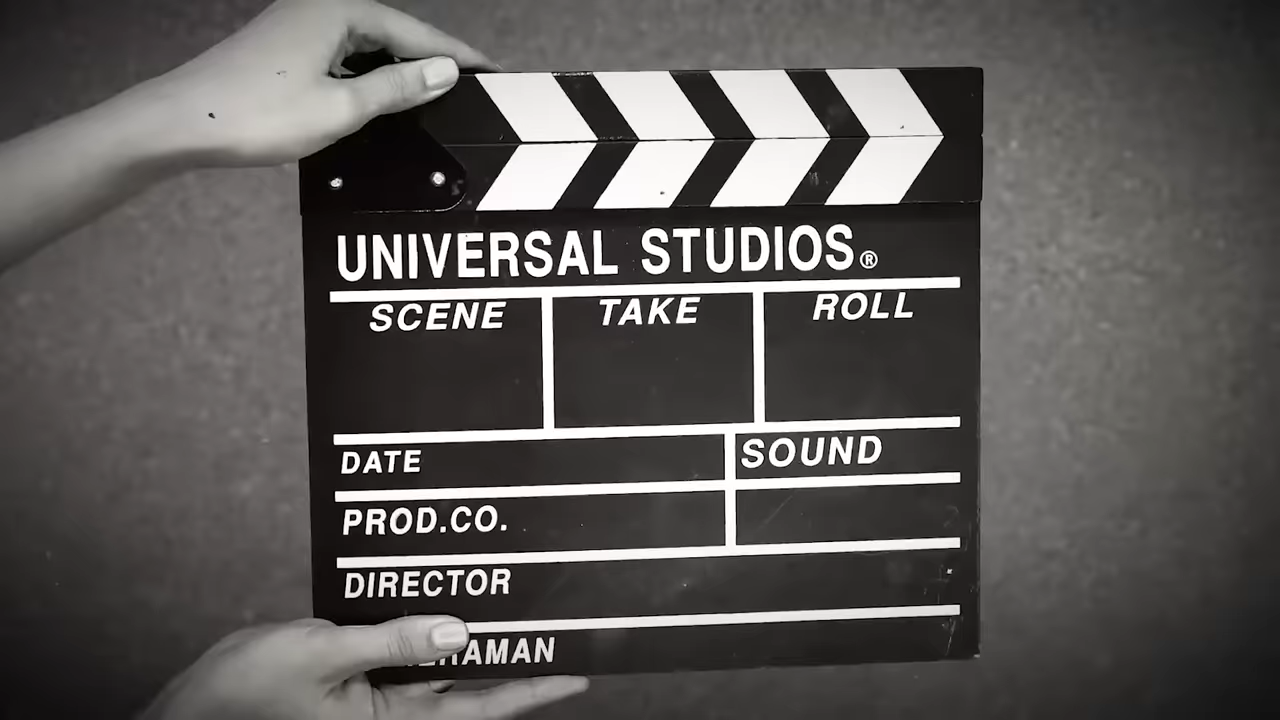 UNIVERSAL STUDIOS®
SCENE TAKE ROLL
DATE SOUND
PROD.CO.
DIRECTOR